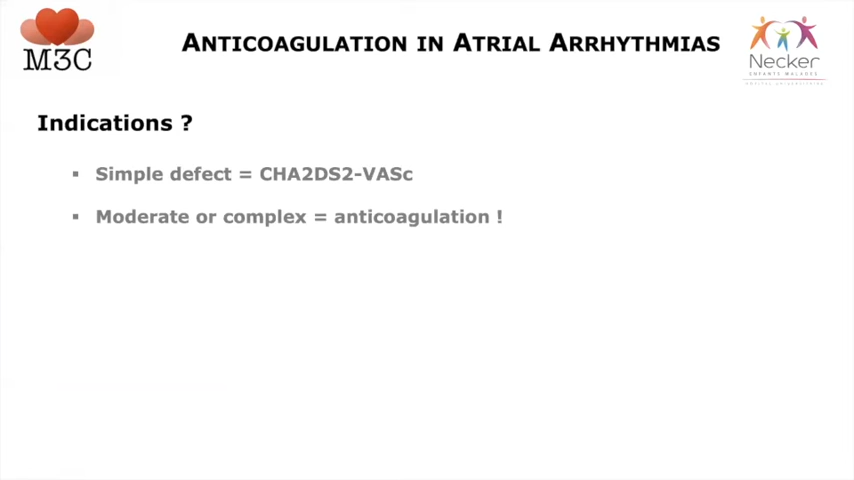 M3C
ANTICOAGULATION IN ATRIAL ARRHYTHMIAS
Necker
ENFANTS MALADES
Indications ?
▪ Simple defect = CHA2DS2-VASc
▪ Moderate or complex = anticoagulation !